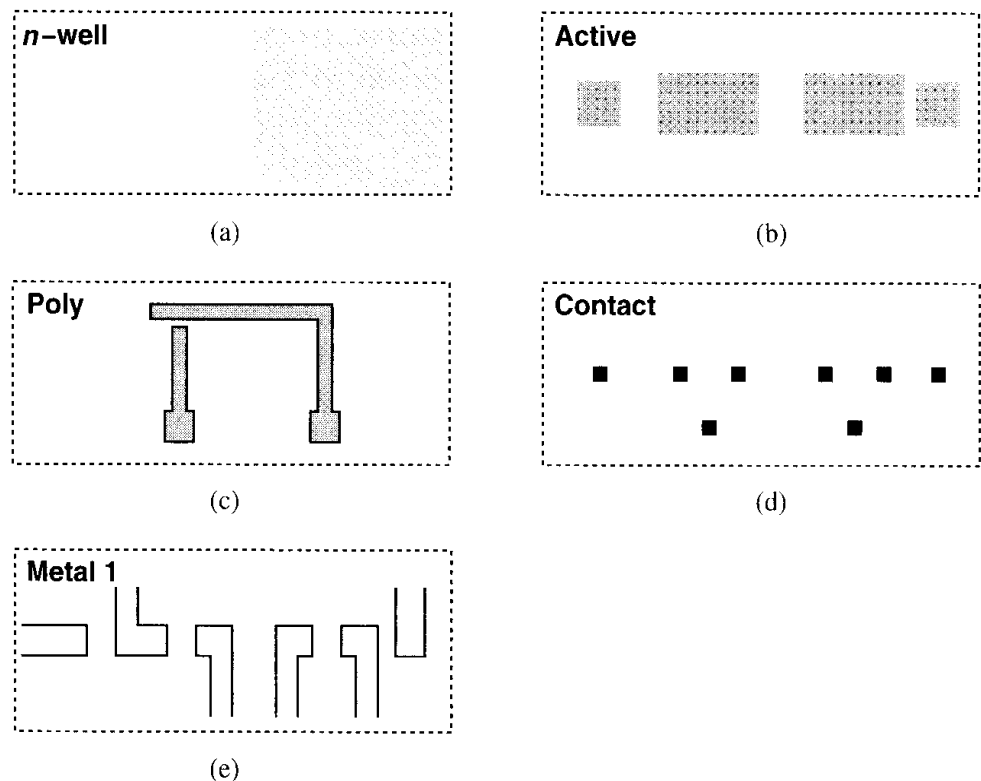 n-well
Active
(a)
(b)
Poly
Contact
(c)
(d)
Metal 1
(e)